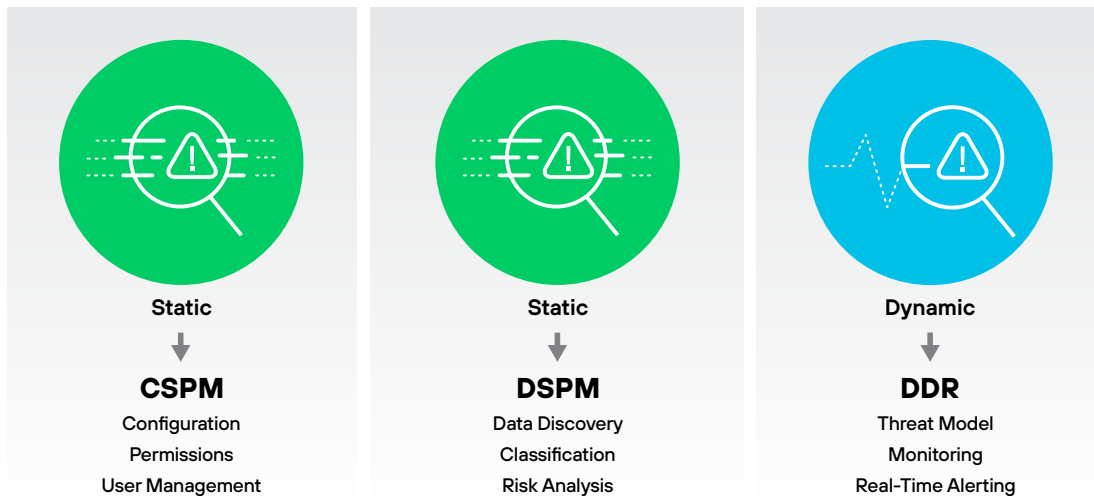 Static
CSPM
Configuration
Permissions
User Management
Static
DSPM
Data Discovery
Classification
Risk Analysis
Dynamic
DDR
Threat Model
Monitoring
Real-Time Alerting